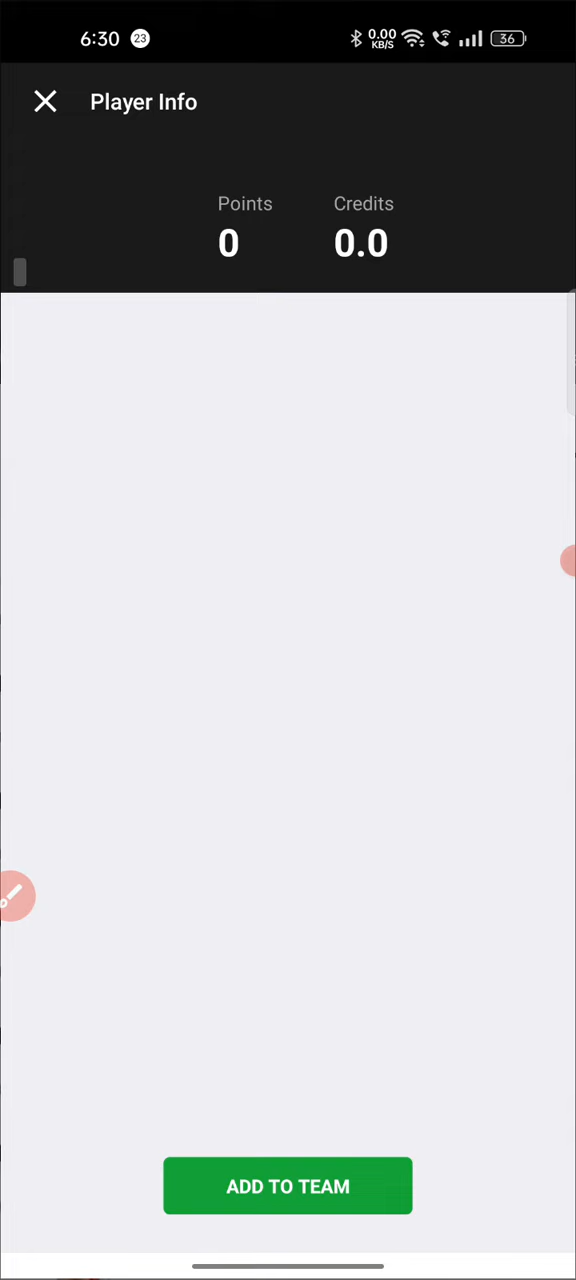 6:30 23 0.00 KB/S 36
Player Info
Points Credits
0 0.0
ADD TO TEAM